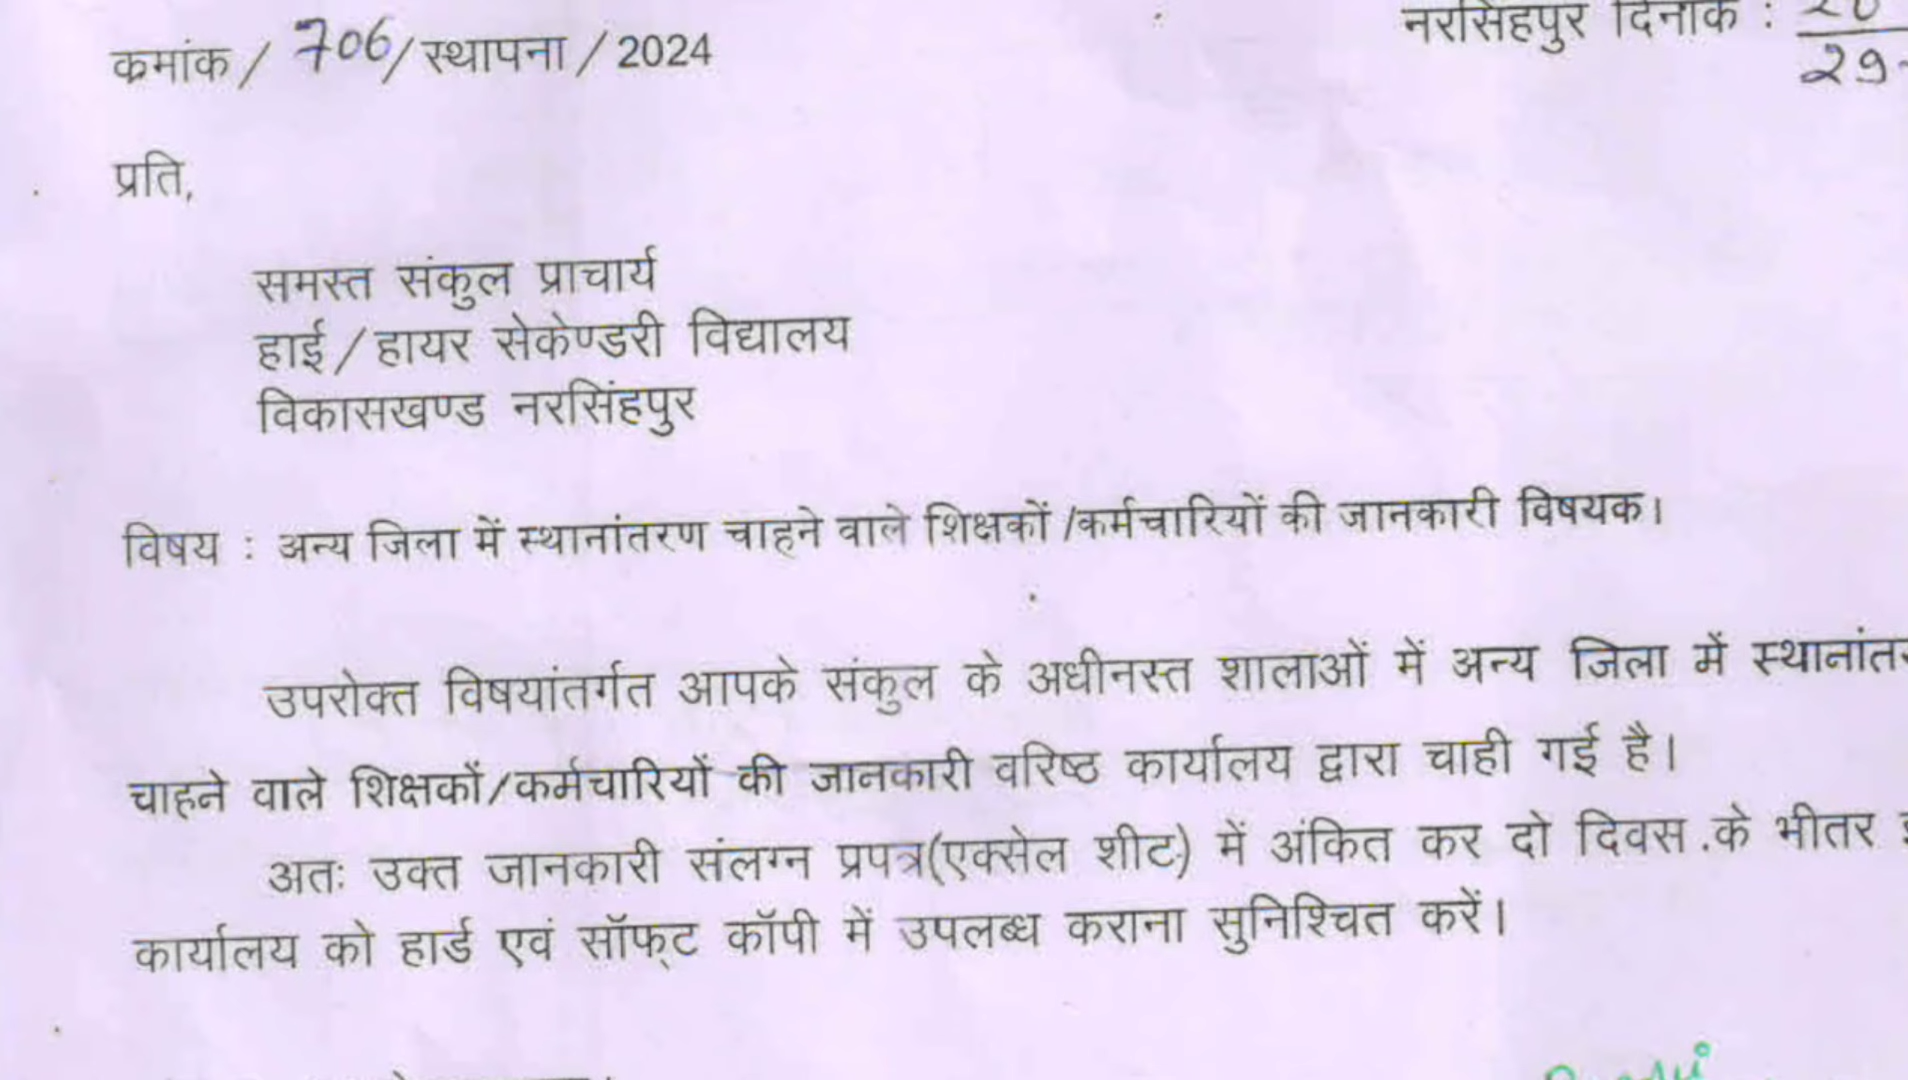 क्रमांक / 706/ स्थापना / 2024
नरसिंहपुर दिनांक :
29
प्रति,
समस्त संकुल प्राचार्य
हाई / हायर सेकेण्डरी विद्यालय
विकासखण्ड नरसिंहपुर
विषय : अन्य जिला में स्थानांतरण चाहने वाले शिक्षकों /कर्मचारियों की जानकारी विषयक।
उपरोक्त विषयांतर्गत आपके संकुल के अधीनस्त शालाओं में अन्य जिला में
चाहने वाले शिक्षकों/कर्मचारियों की जानकारी वरिष्ठ कार्यालय द्वारा चाही गई है।
अतः उक्त जानकारी संलग्न प्रपत्र(एक्सेल शीट) में अंकित कर दो दिवस के भीतर
कार्यालय को हार्ड एवं सॉफ्ट कॉपी में उपलब्ध कराना सुनिश्चित करें।